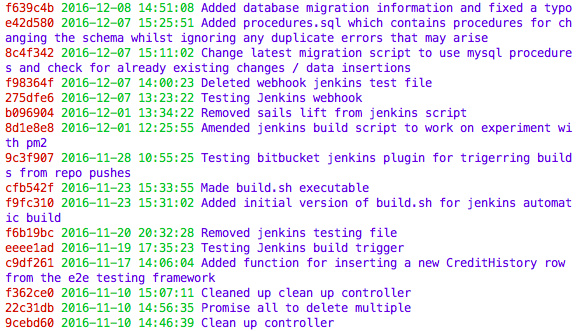 f639c4b 2016-12-08 14:51:08 Added database migration information and fixed a typo
e42d580 2016-12-07 15:25:51 Added procedures.sql which contains procedures for ch
anging the schema whilst ignoring any duplicate errors that may arise
8c4f342 2016-12-07 15:11:02 Change latest migration script to use mysql procedure
s and check for already existing changes / data insertions
f98364f 2016-12-07 14:00:23 Deleted webhook jenkins test file
275dfe6 2016-12-07 13:23:22 Testing Jenkins webhook
b096904 2016-12-01 13:34:22 Removed sails lift from jenkins script
8d1e8e8 2016-12-01 12:25:55 Amended jenkins build script to work on experiment wi
th pm2
9c3f907 2016-11-28 10:55:25 Testing bitbucket jenkins plugin for trigerring build
s from repo pushes
cfb542f 2016-11-23 15:33:55 Made build.sh executable
f9fc310 2016-11-23 15:31:02 Added initial version of build.sh for jenkins automat
ic build
f6b19bc 2016-11-20 20:32:28 Removed jenkins testing file
eeee1ad 2016-11-19 17:35:23 Testing Jenkins build trigger
c9df261 2016-11-17 14:06:04 Added function for inserting a new CreditHistory row
from the e2e testing framework
f362ce0 2016-11-10 15:07:11 Cleaned up clean up controller
22c31db 2016-11-10 14:56:35 Promise all to delete multiple
9cebd60 2016-11-10 14:46:39 Clean up controller